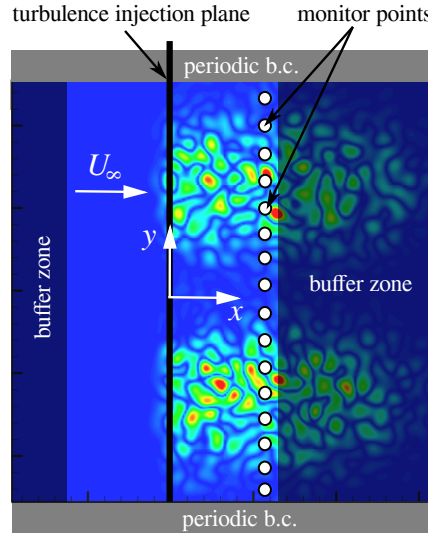 turbulence injection plane
monitor points
periodic b.c.
U∞
y
x
buffer zone
buffer zone
periodic b.c.